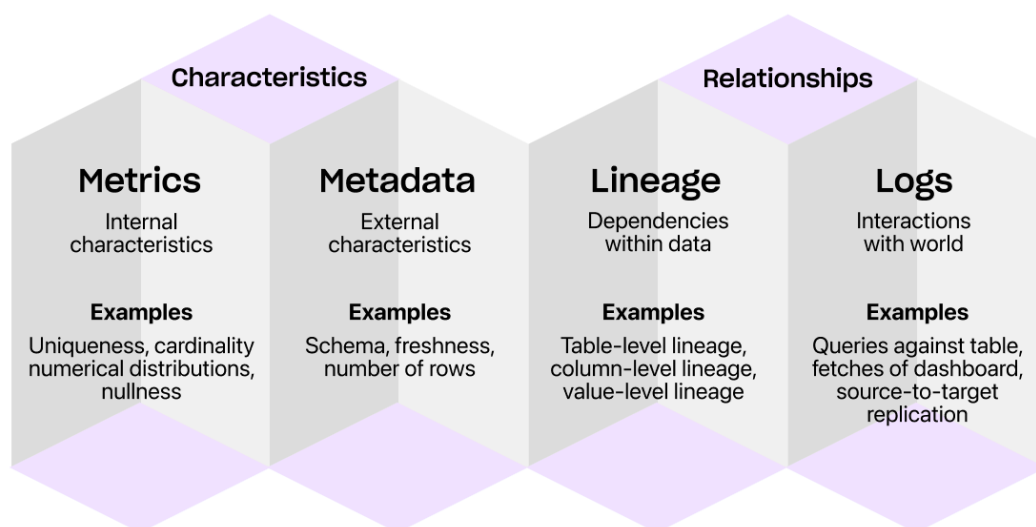 Characteristics
Relationships
Metrics
Internal
characteristics
Examples
Uniqueness, cardinality
numerical distributions,
nullness
Metadata
External
characteristics
Examples
Schema, freshness,
number of rows
Lineage
Dependencies
within data
Examples
Table-level lineage,
column-level lineage,
value-level lineage
Logs
Interactions
with world
Examples
Queries against table,
fetches of dashboard,
source-to-target
replication